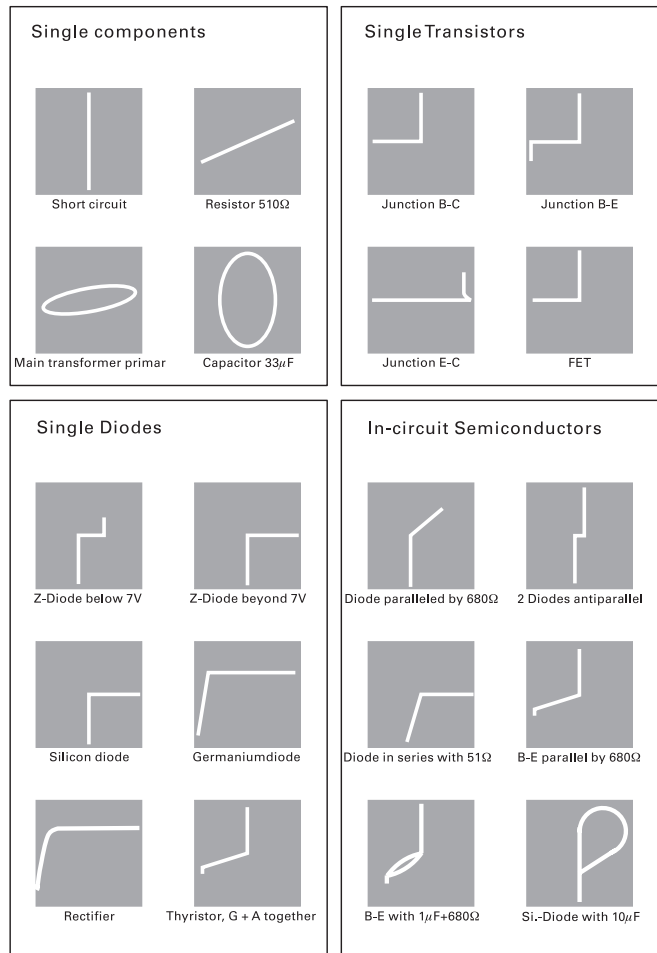 Single components
Short circuit
Resistor 510Ω
Main transformer primar
Capacitor 33μF
Single Transistors
Junction B-C
Junction B-E
Junction E-C
FET
Single Diodes
Z-Diode below 7V
Z-Diode beyond 7V
Silicon diode
Germaniumdiode
Rectifier
Thyristor, G + A together
In-circuit Semiconductors
Diode paralleled by 680Ω
2 Diodes antiparallel
Diode in series with 51Ω
B-E parallel by 680Ω
B-E with 1μF+680Ω
Si.-Diode with 10μF